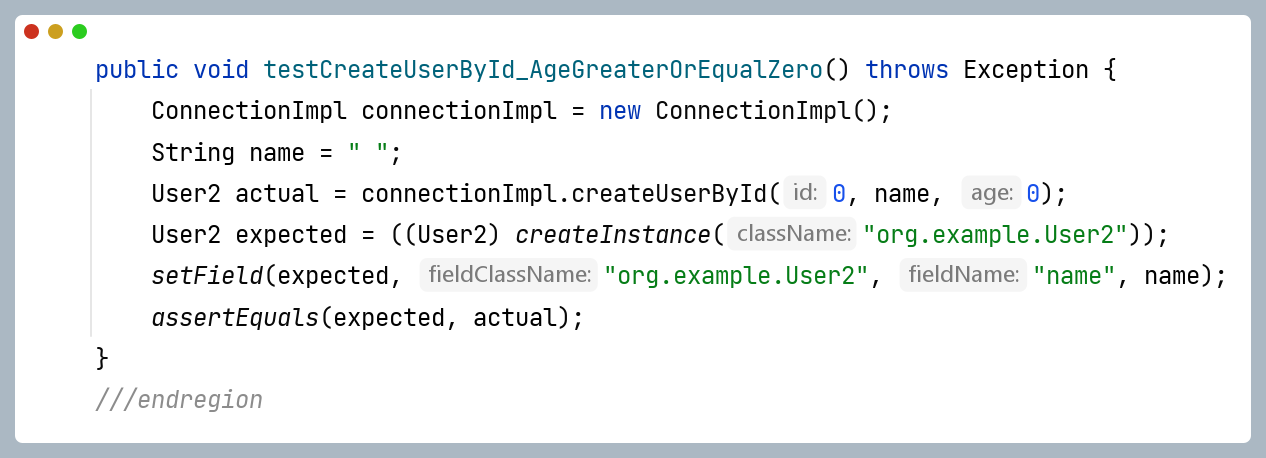 public void testCreateUserById_AgeGreaterOrEqualZero() throws Exception {
ConnectionImpl connectionImpl = new ConnectionImpl();
String name = " ";
User2 actual = connectionImpl.createUserById( id: 0, name, age: 0);
User2 expected = ((User2) createInstance( className: "org.example.User2"));
setField(expected, fieldClassName: "org.example.User2", fieldName: "name", name);
assertEquals(expected, actual);
}
///endregion